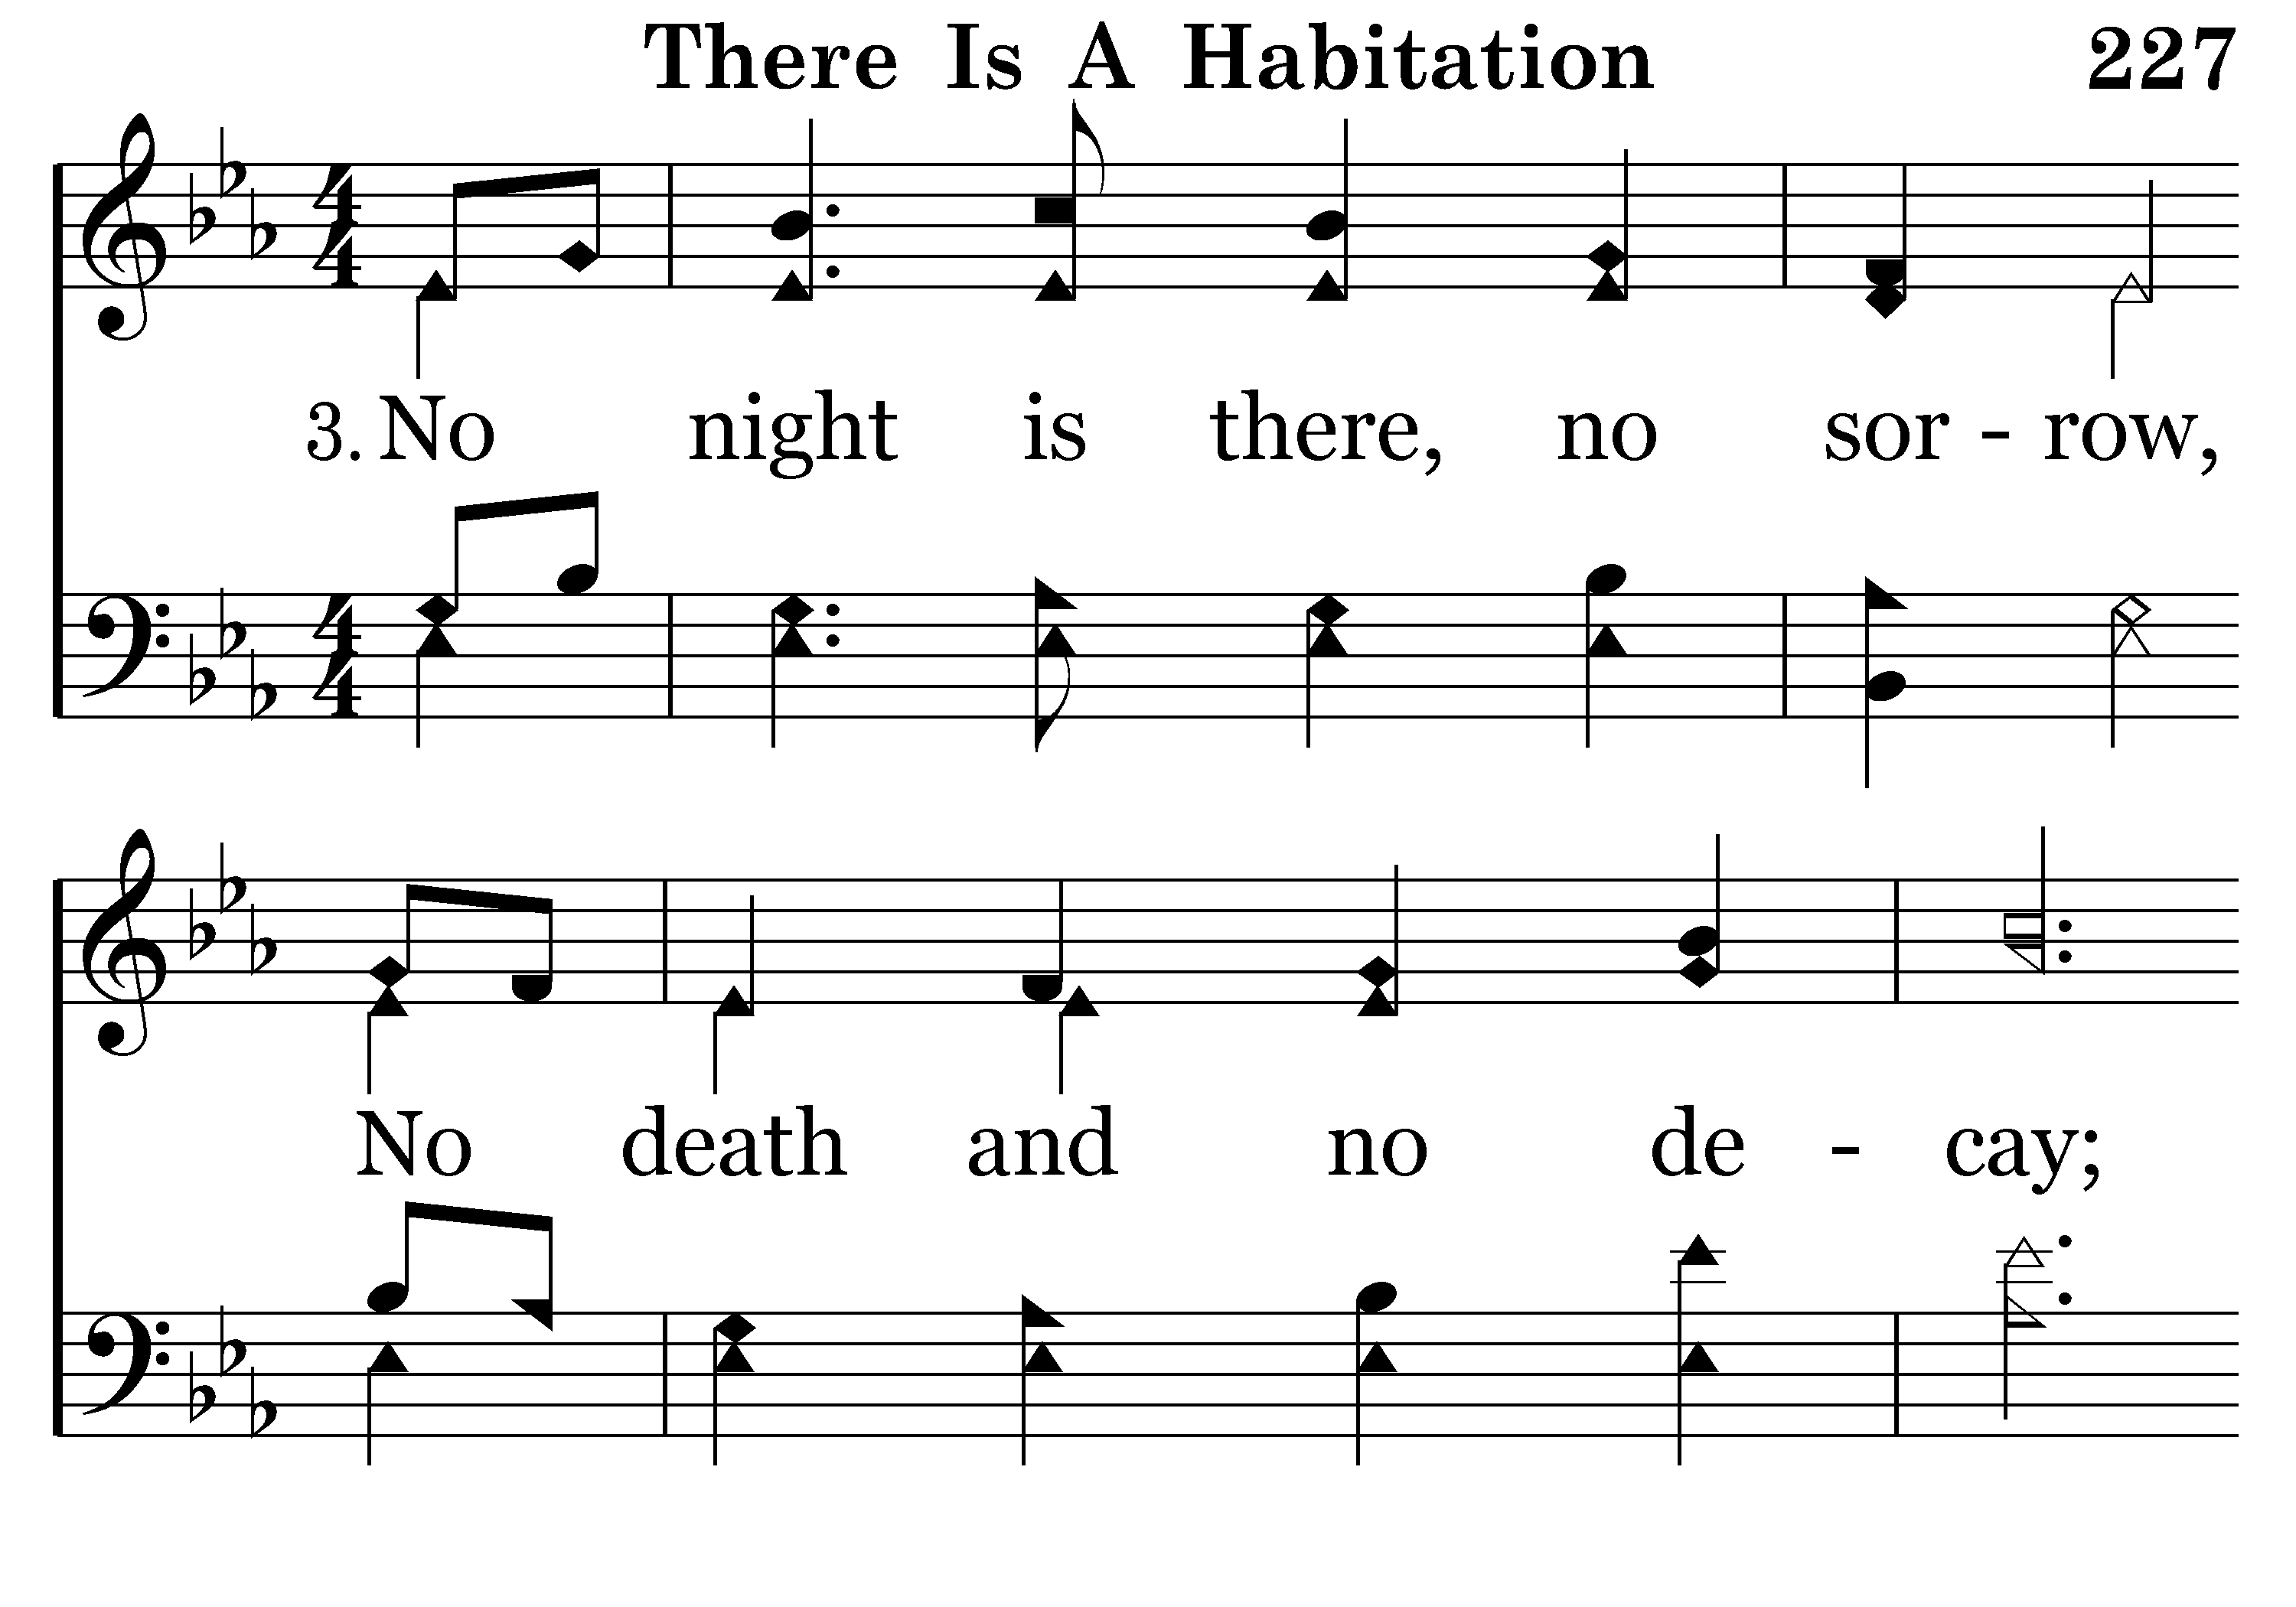 There Is A Habitation 227
3. No night is there, no sor - row,
No death and no de - cay;